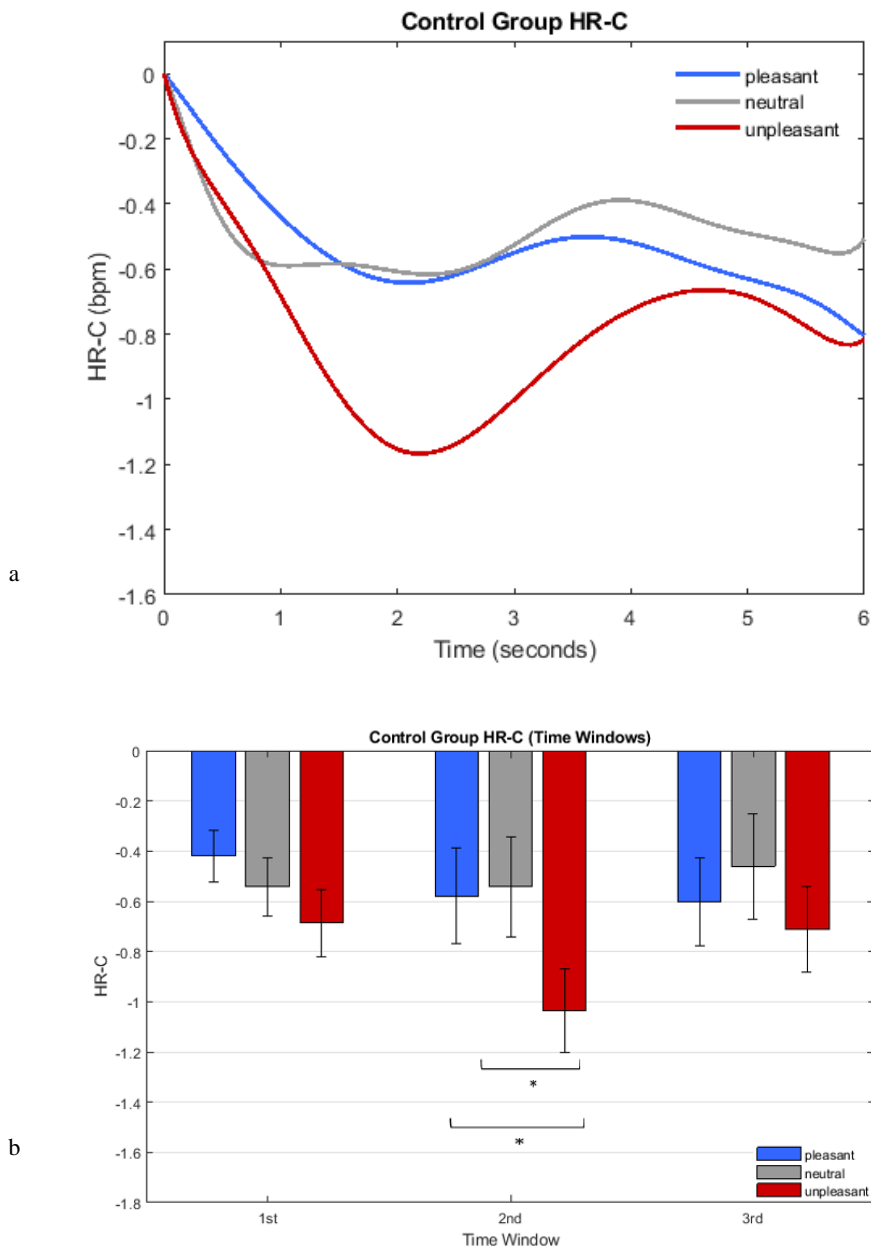 Control Group HR-C
pleasant
neutral
unpleasant
0
-0.2
-0.4
-0.6
-0.8
-1
-1.2
-1.4
-1.6
HR-C (bpm)
0 1 2 3 4 5 6
Time (seconds)
a
Control Group HR-C (Time Windows)
0
-0.2
-0.4
-0.6
-0.8
-1
-1.2
-1.4
-1.6
-1.8
HR-C
*
*
pleasant
neutral
unpleasant
1st 2nd 3rd
Time Window
b